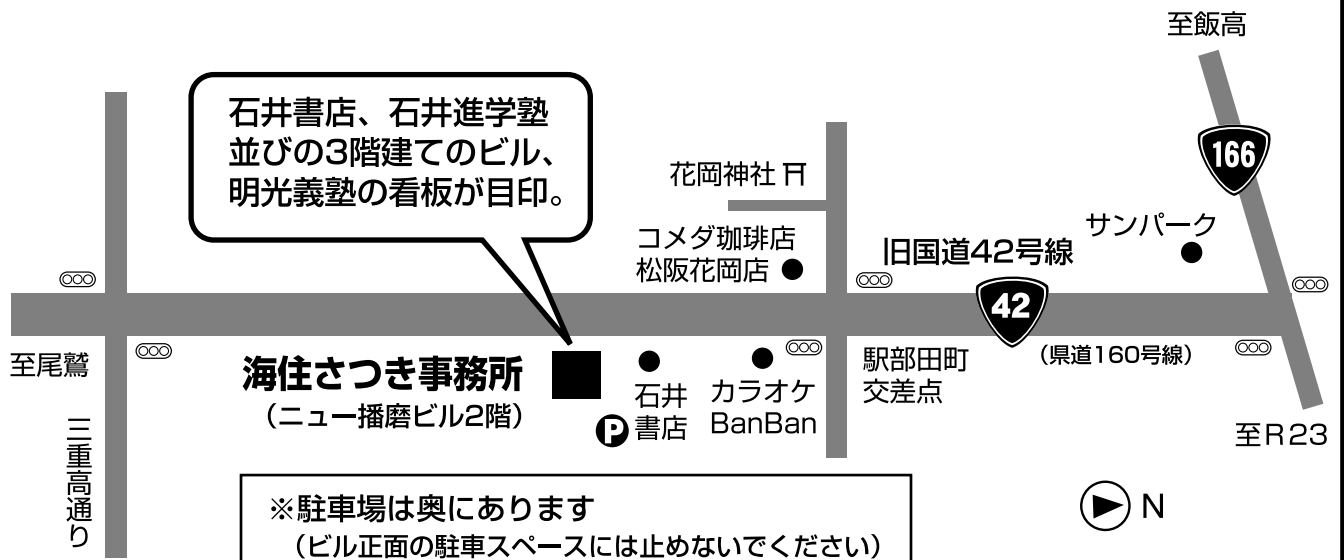 至飯高
石井書店、石井進学塾
並びの3階建てのビル、
明光義塾の看板が目印。
166
花岡神社
サンパーク
コメダ珈琲店
松阪花岡店
旧国道42号線
42
至尾鷲
海住さつき事務所
（ニュー播磨ビル2階）
石井
書店
P
カラオケ
BanBan
駅部田町
交差点
（県道160号線）
至R23
三重高通り
N
※駐車場は奥にあります
（ビル正面の駐車スペースには止めないでください）